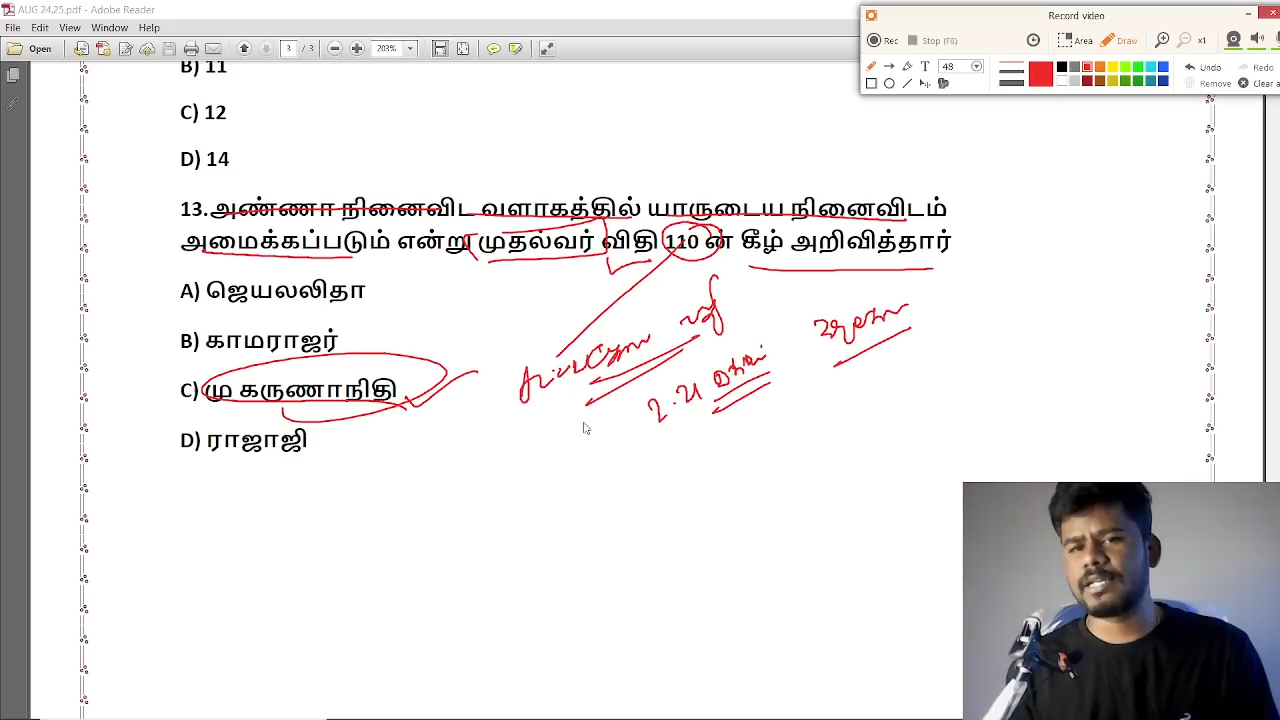 AUG 24,25.pdf - Adobe Reader
Record video
File Edit View Window Help
Rec Stop (F8) Area Draw x1
Open 3 / 3 203%
T 48 Undo Redo
Remove Clear a
B) 11
C) 12
D) 14
13.அண்ணா நினைவிட வளாகத்தில் யாருடைய நினைவிடம்
அமைக்கப்படும் என்று முதல்வர் விதி 110 ன் கீழ் அறிவித்தார்
A) ஜெயலலிதா
B) காமராஜர்
C) மு கருணாநிதி
D) ராஜாஜி